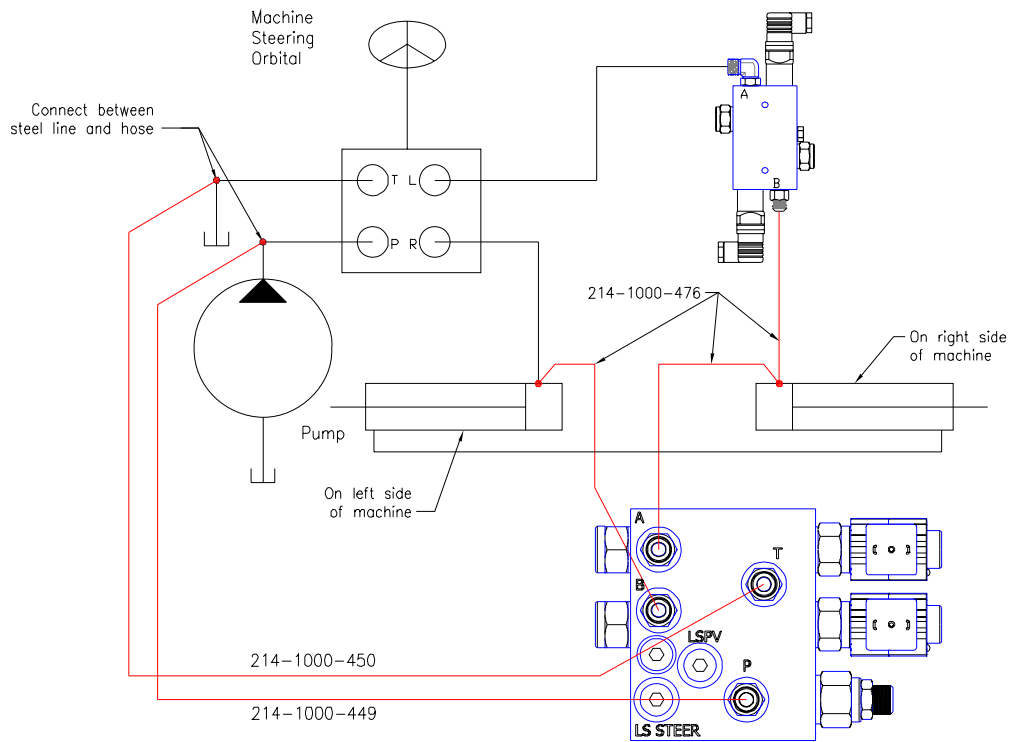 Machine
Steering
Orbital
Connect between
steel line and hose
A
T L
P R
B
214-1000-476
On right side
of machine
Pump
On left side
of machine
A
T
B
LSPV
214-1000-450
P
214-1000-449
LS STEER